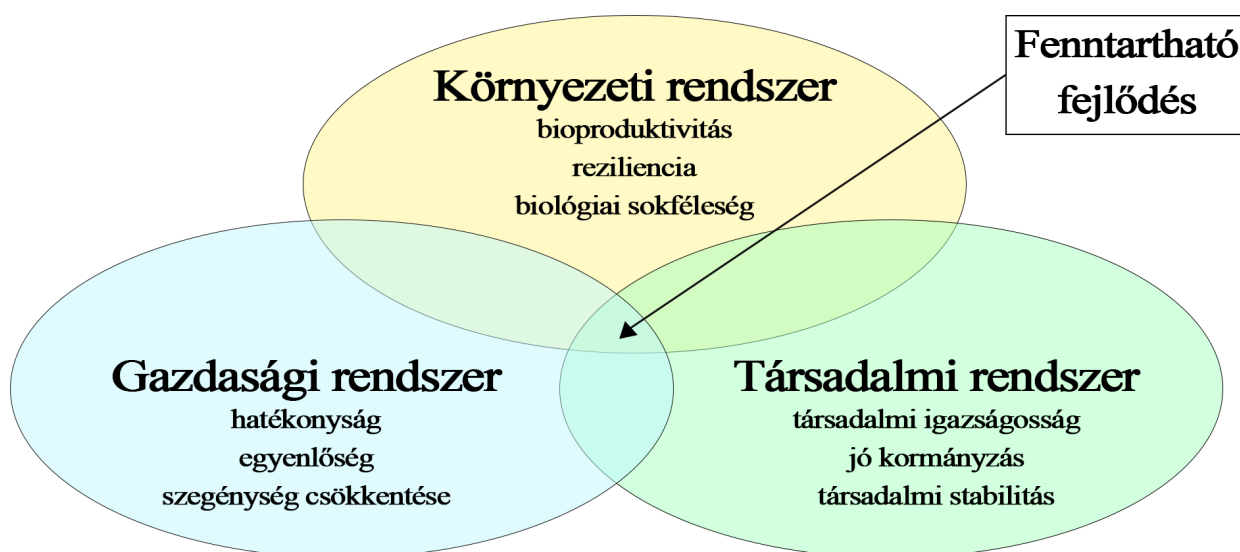 Fenntartható
fejlődés
Környezeti rendszer
bioproduktivitás
reziliencia
biológiai sokféleség
Gazdasági rendszer
hatékonyság
egyenlőség
szegénység csökkentése
Társadalmi rendszer
társadalmi igazságosság
jó kormányzás
társadalmi stabilitás